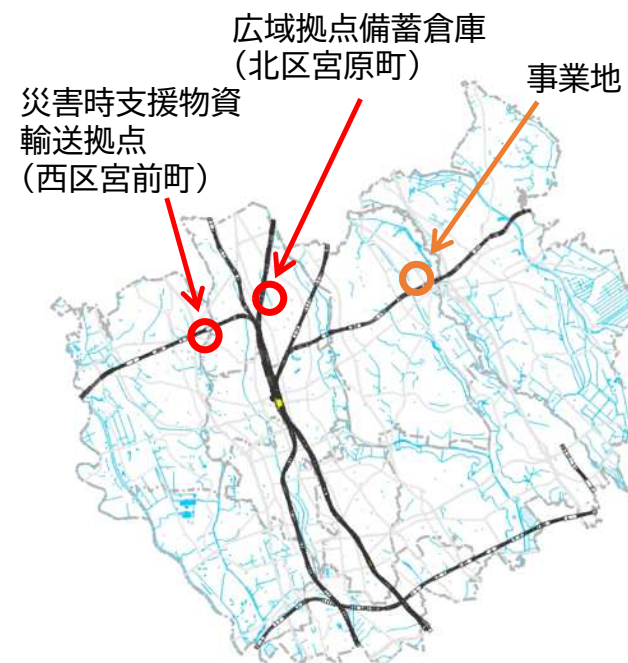 広域拠点備蓄倉庫
（北区宮原町）
事業地
災害時支援物資
輸送拠点
（西区宮前町）